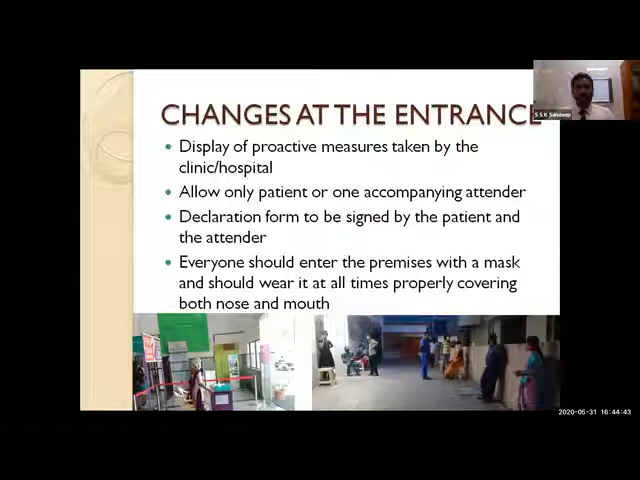 CHANGES AT THE ENTRANCE
S S K Sandeep
Display of proactive measures taken by the
clinic/hospital
Allow only patient or one accompanying attender
Declaration form to be signed by the patient and
the attender
Everyone should enter the premises with a mask
and should wear it at all times properly covering
both nose and mouth
2020-05-31 16:44:43